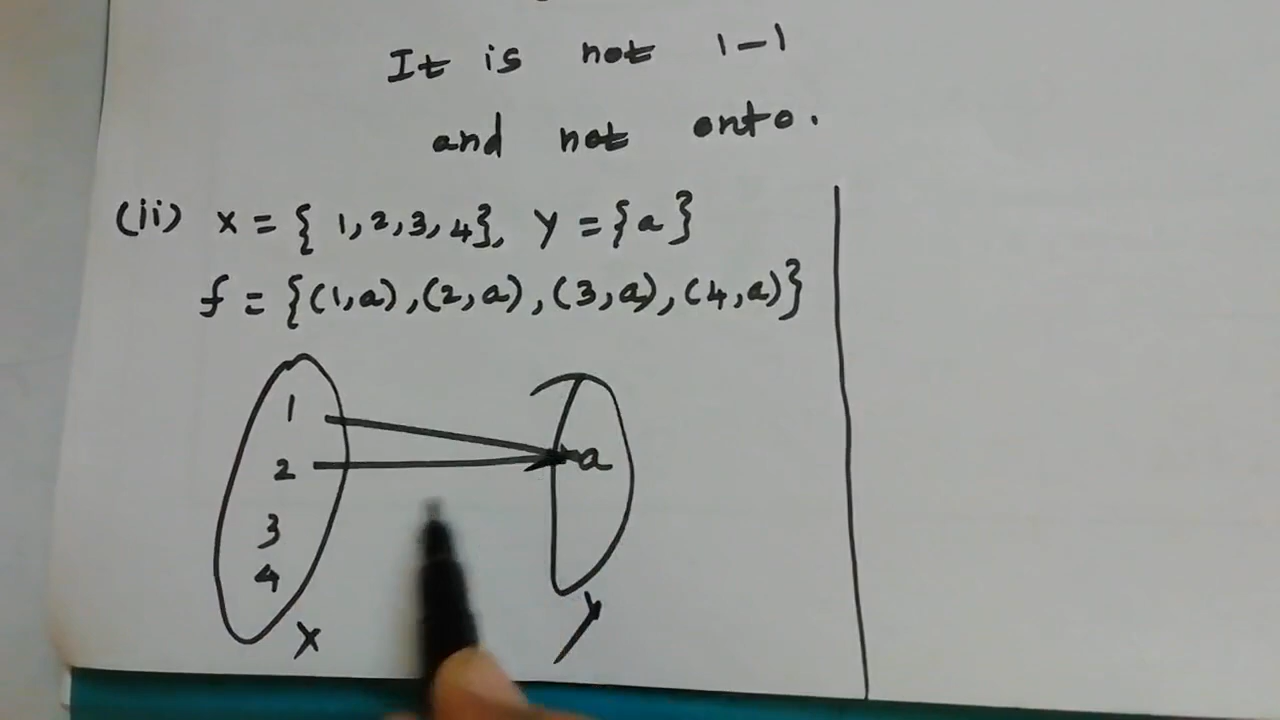 It is not 1-1
and not onto.
(ii) x = { 1,2,3,4}, y = {a}
f = {(1,a),(2,a),(3,a),(4,a)}
1
2
3
4
a
x
y